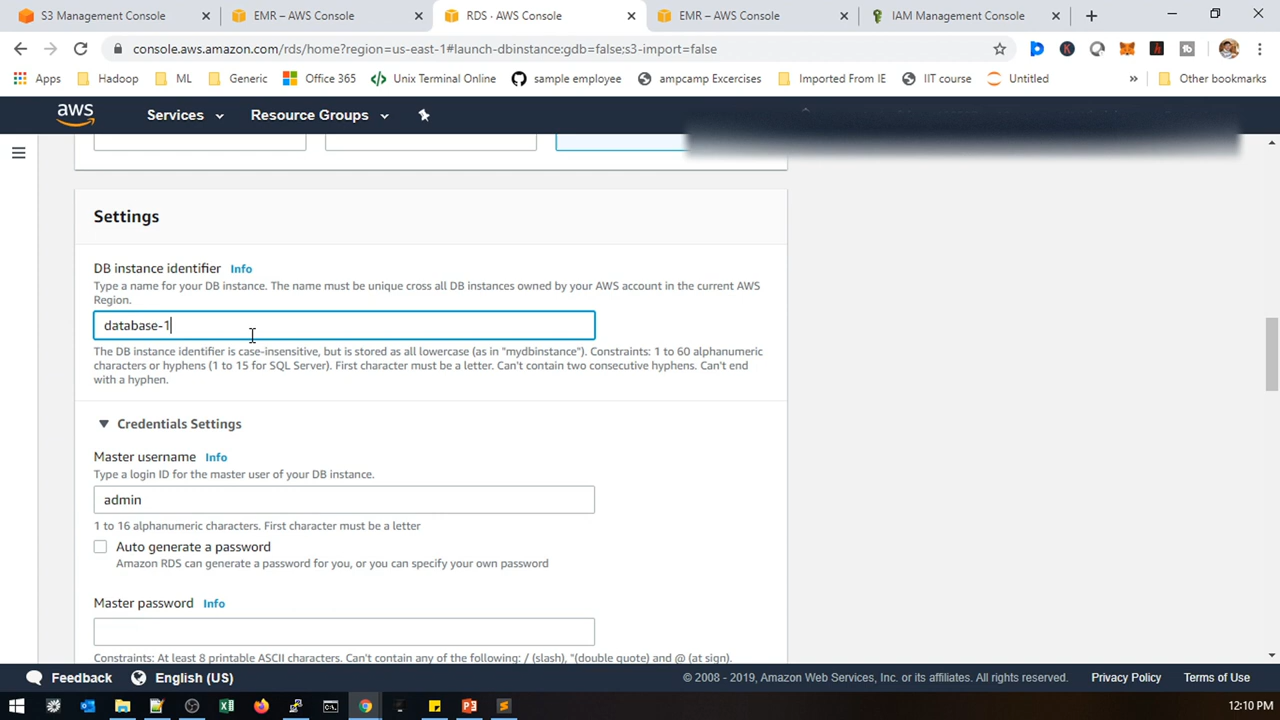 S3 Management Console
EMR – AWS Console
RDS · AWS Console
EMR – AWS Console
IAM Management Console
console.aws.amazon.com/rds/home?region=us-east-1#launch-dbinstance:gdb=false;s3-import=false
Apps
Hadoop
ML
Generic
Office 365
Unix Terminal Online
sample employee
ampcamp Excercises
Imported From IE
IIT course
Untitled
»
Other bookmarks
aws
Services
Resource Groups
Settings
DB instance identifier Info
Type a name for your DB instance. The name must be unique cross all DB instances owned by your AWS account in the current AWS
Region.
database-1
The DB instance identifier is case-insensitive, but is stored as all lowercase (as in "mydbinstance"). Constraints: 1 to 60 alphanumeric
characters or hyphens (1 to 15 for SQL Server). First character must be a letter. Can't contain two consecutive hyphens. Can't end
with a hyphen.
Credentials Settings
Master username Info
Type a login ID for the master user of your DB instance.
admin
1 to 16 alphanumeric characters. First character must be a letter
Auto generate a password
Amazon RDS can generate a password for you, or you can specify your own password
Master password Info
Constraints: At least 8 printable ASCII characters. Can't contain any of the following: / (slash), "(double quote) and @ (at sign).
Feedback
English (US)
© 2008 - 2019, Amazon Web Services, Inc. or its affiliates. All rights reserved.
Privacy Policy
Terms of Use
12:10 PM